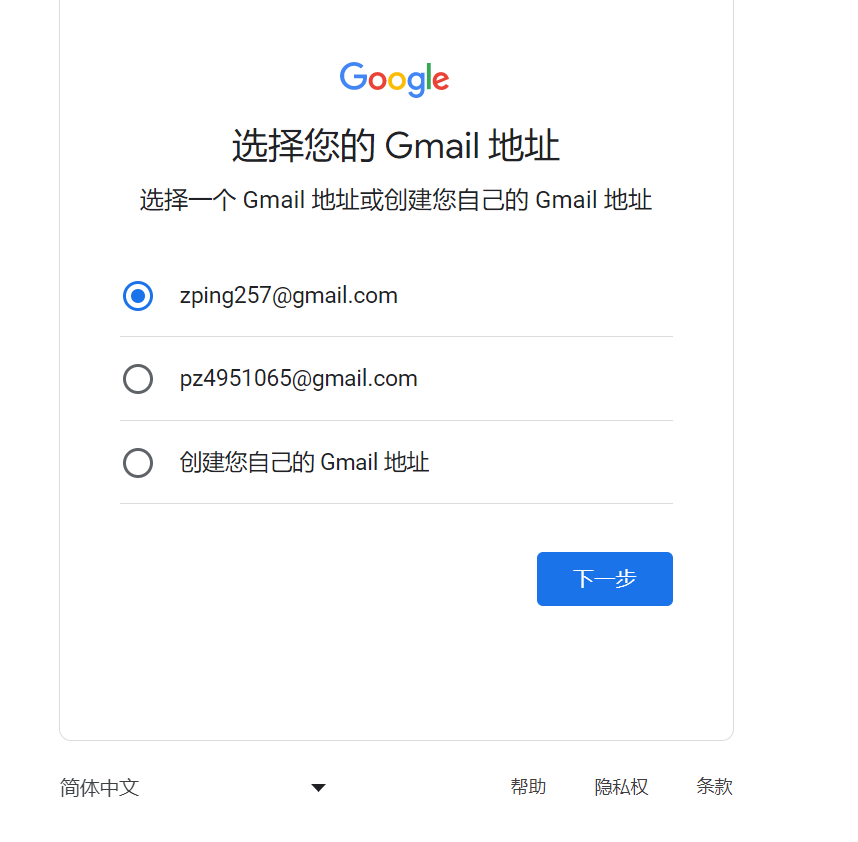 Google
选择您的 Gmail 地址
选择一个 Gmail 地址或创建您自己的 Gmail 地址
zping257@gmail.com
pz4951065@gmail.com
创建您自己的 Gmail 地址
下一步
简体中文 帮助 隐私权 条款